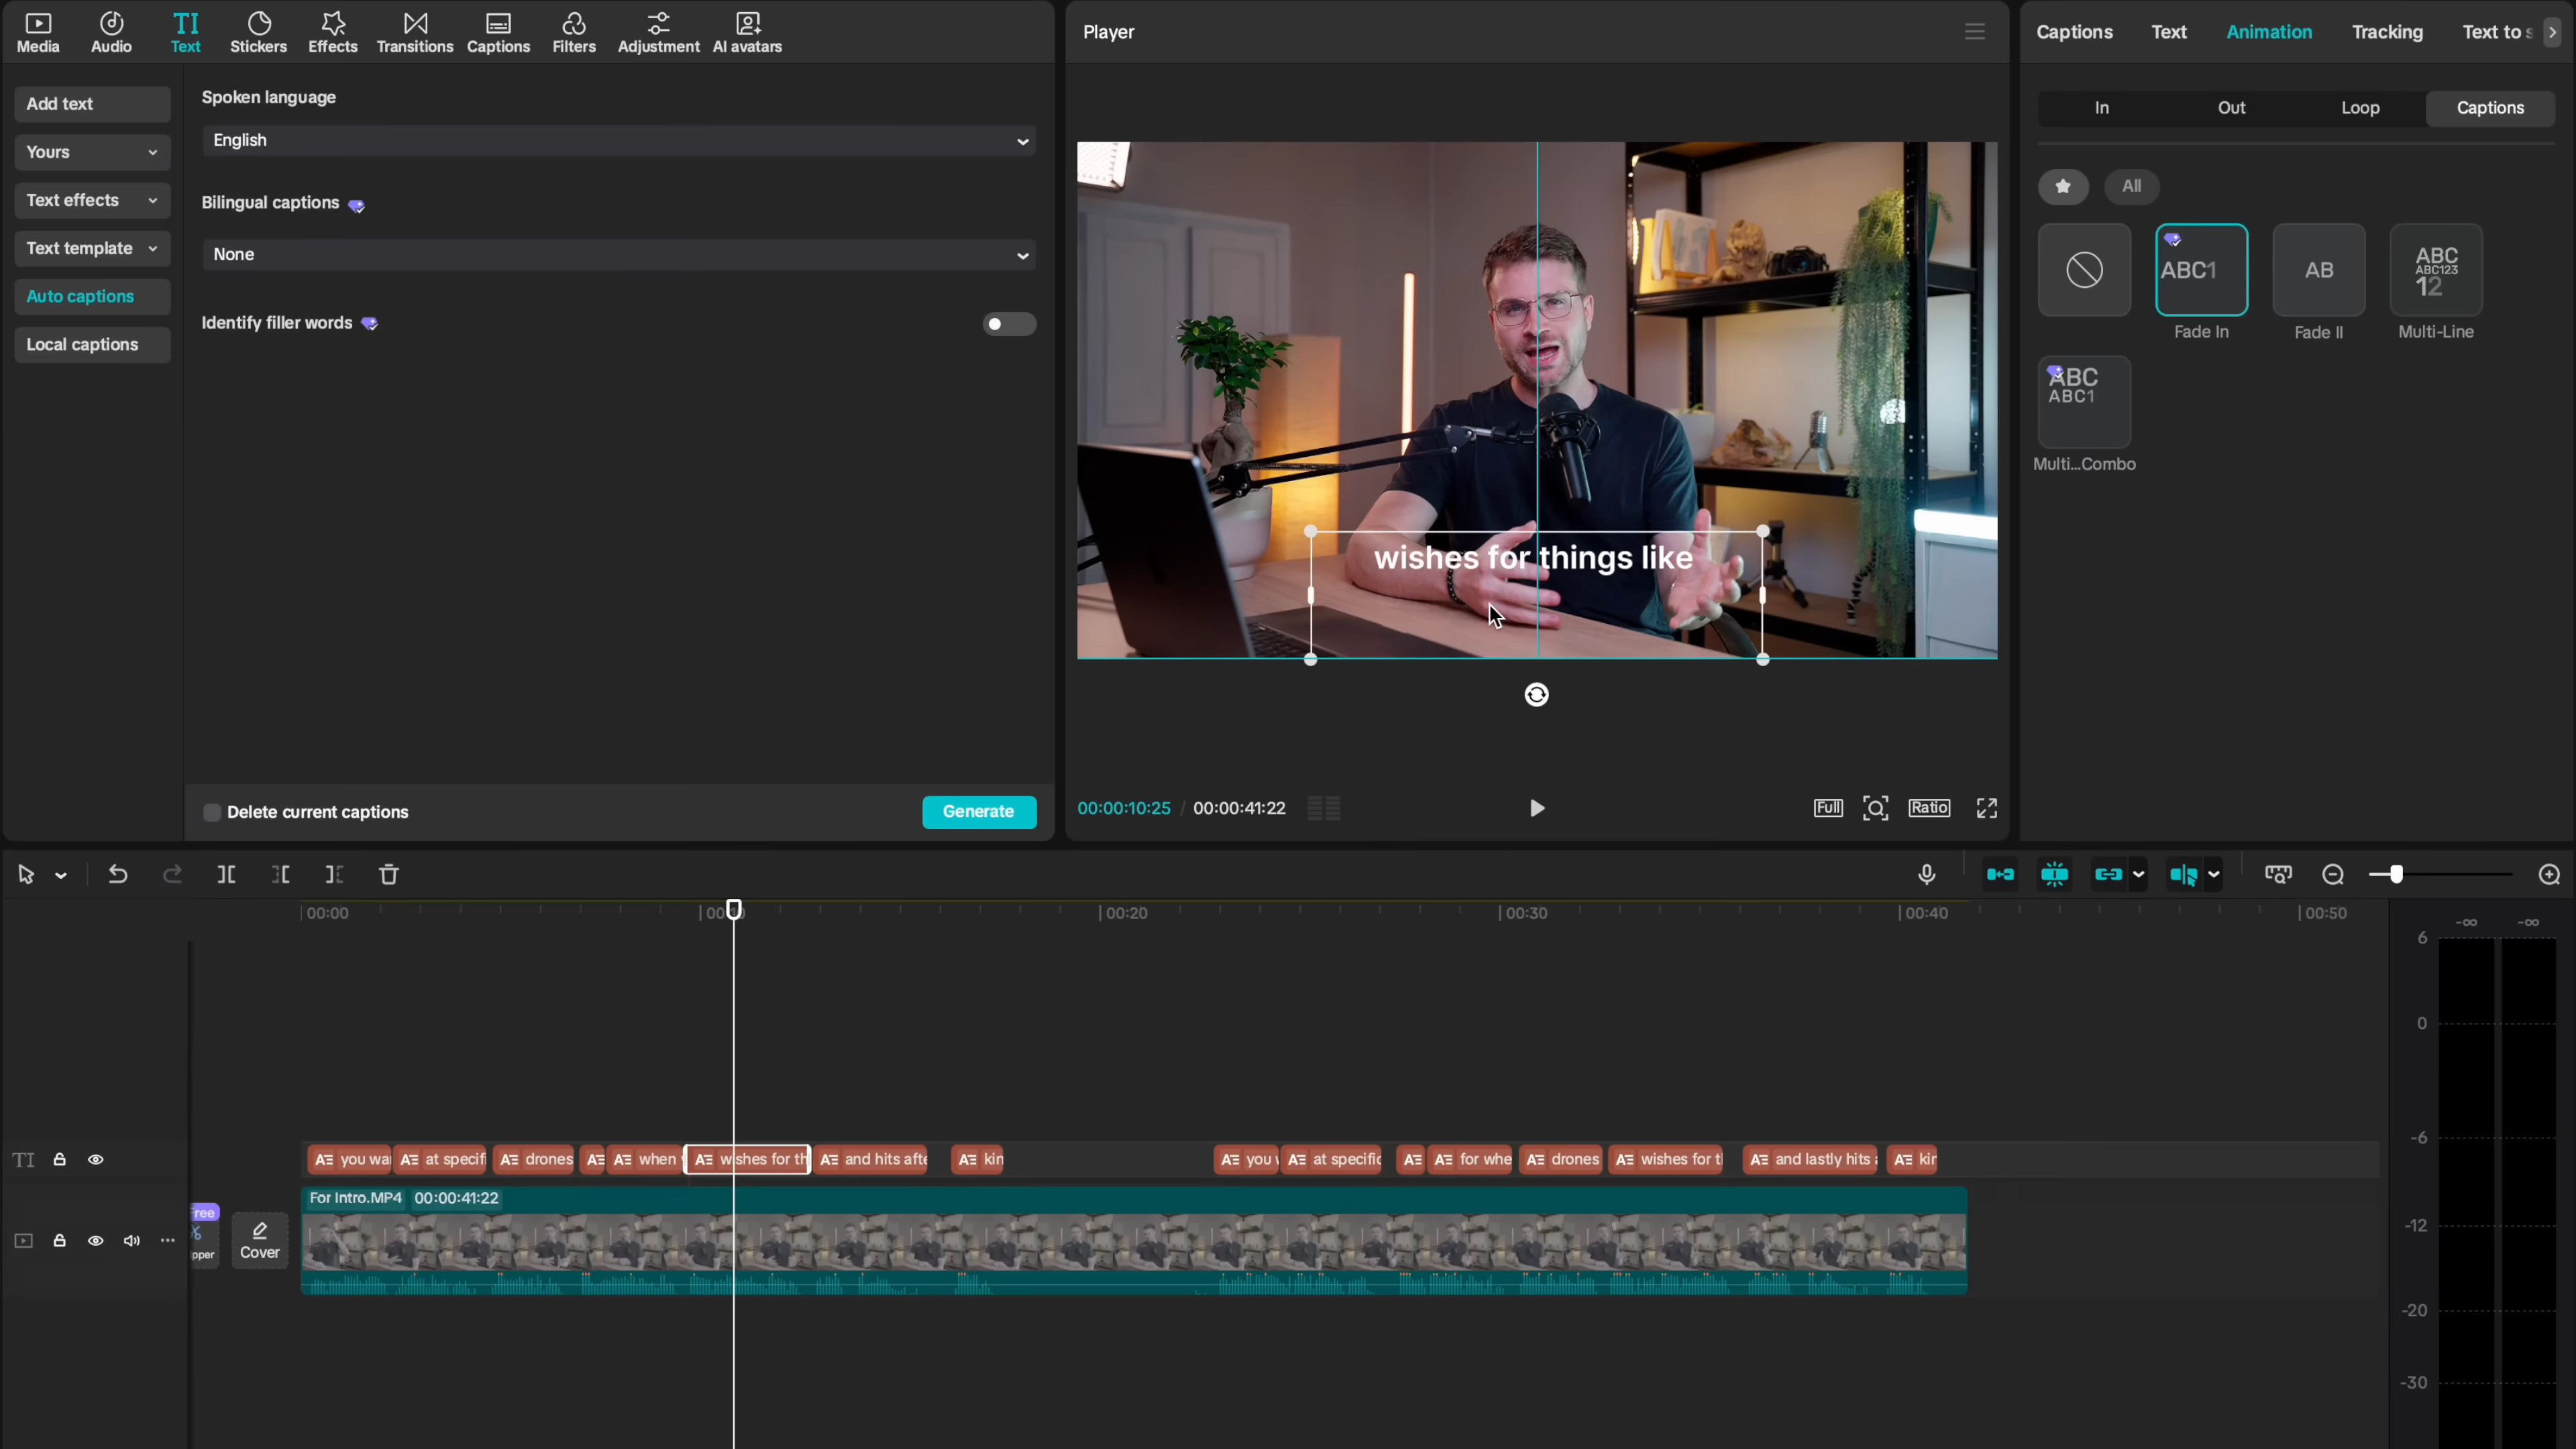 Media
Audio
Text
Stickers
Effects
Transitions
Captions
Filters
Adjustment
AI avatars
Player
Captions
Text
Animation
Tracking
Text to
Add text
Yours
Text effects
Text template
Auto captions
Local captions
Spoken language
English
Bilingual captions
None
Identify filler words
Delete current captions
Generate
wishes for things like
00:00:10:25 / 00:00:41:22
Full
Ratio
In
Out
Loop
Captions
All
ABC1
Fade In
AB
Fade II
ABC
ABC123
12
Multi-Line
ABC
ABC1
Multi...Combo
00:00
00:20
00:30
00:40
00:50
-∞ -∞
6
0
-6
-12
-20
-30
TI
A≡ you wa
A≡ at specif
A≡ drones
A≡
A≡ when
A≡ wishes for th
A≡ and hits afte
A≡ kin
A≡ you
A≡ at specific
A≡
A≡ for whe
A≡ drones
A≡ wishes for t
A≡ and lastly hits
A≡ kir
For Intro.MP4 00:00:41:22
ree
pper
Cover